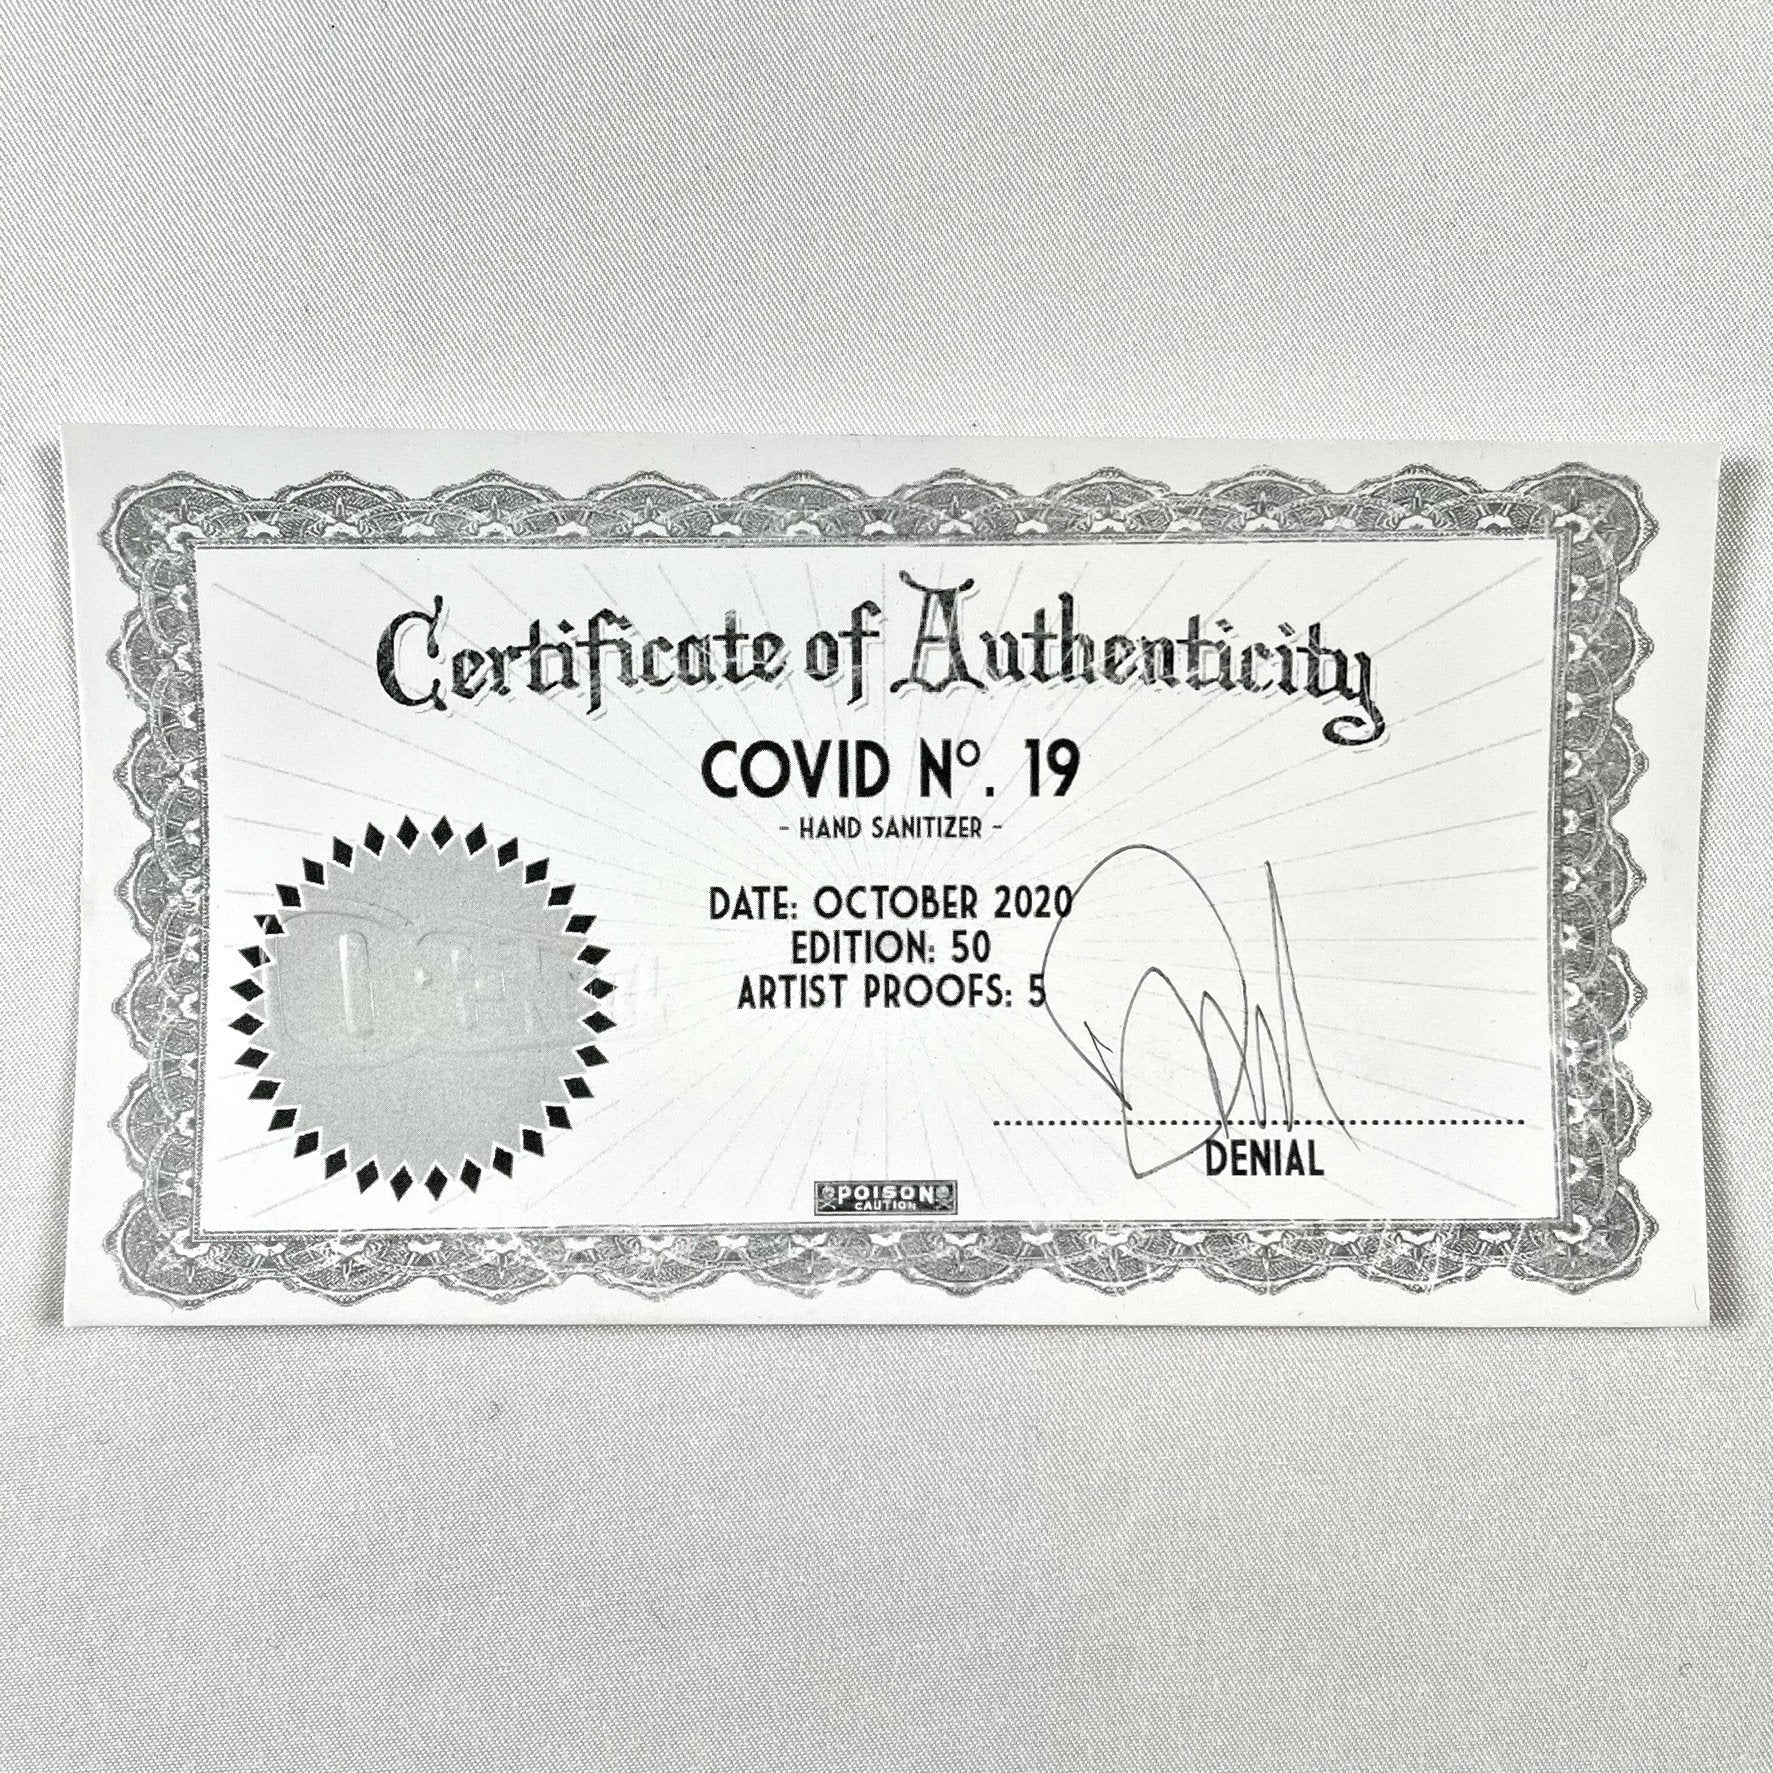 Certificate of Authenticity
COVID Nº. 19
- HAND SANITIZER -
DATE: OCTOBER 2020
EDITION: 50
ARTIST PROOFS: 5
DENIAL
POISON
CAUTION